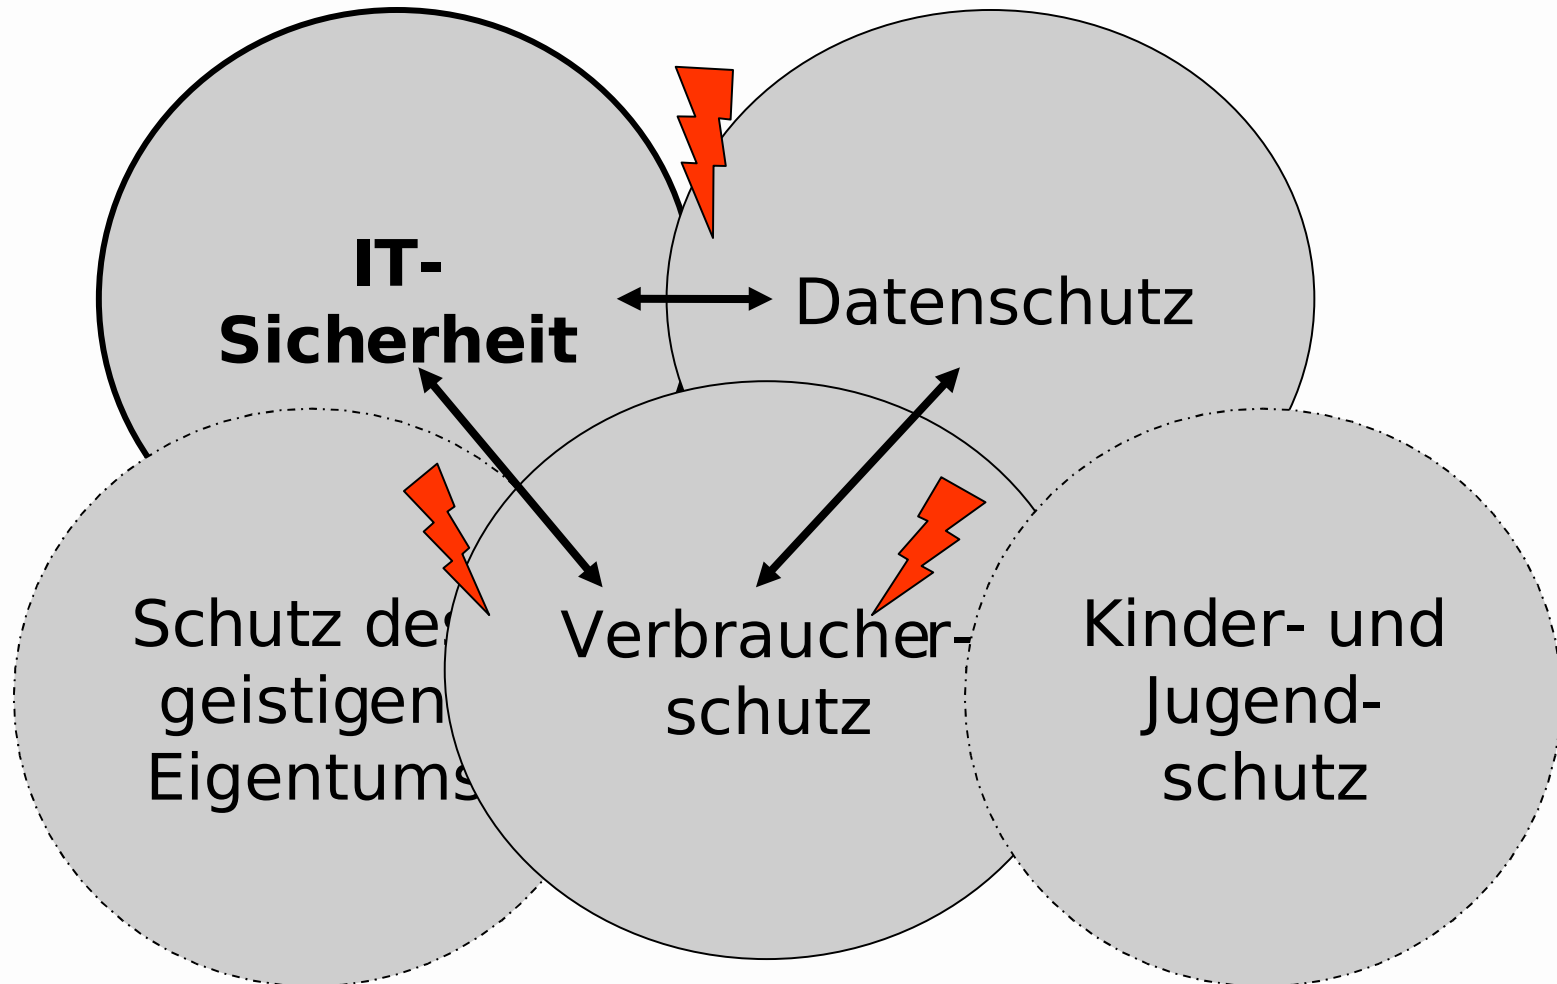 IT-
Sicherheit
Datenschutz
Schutz des
geistigen
Eigentums
Verbraucher-
schutz
Kinder- und
Jugend-
schutz